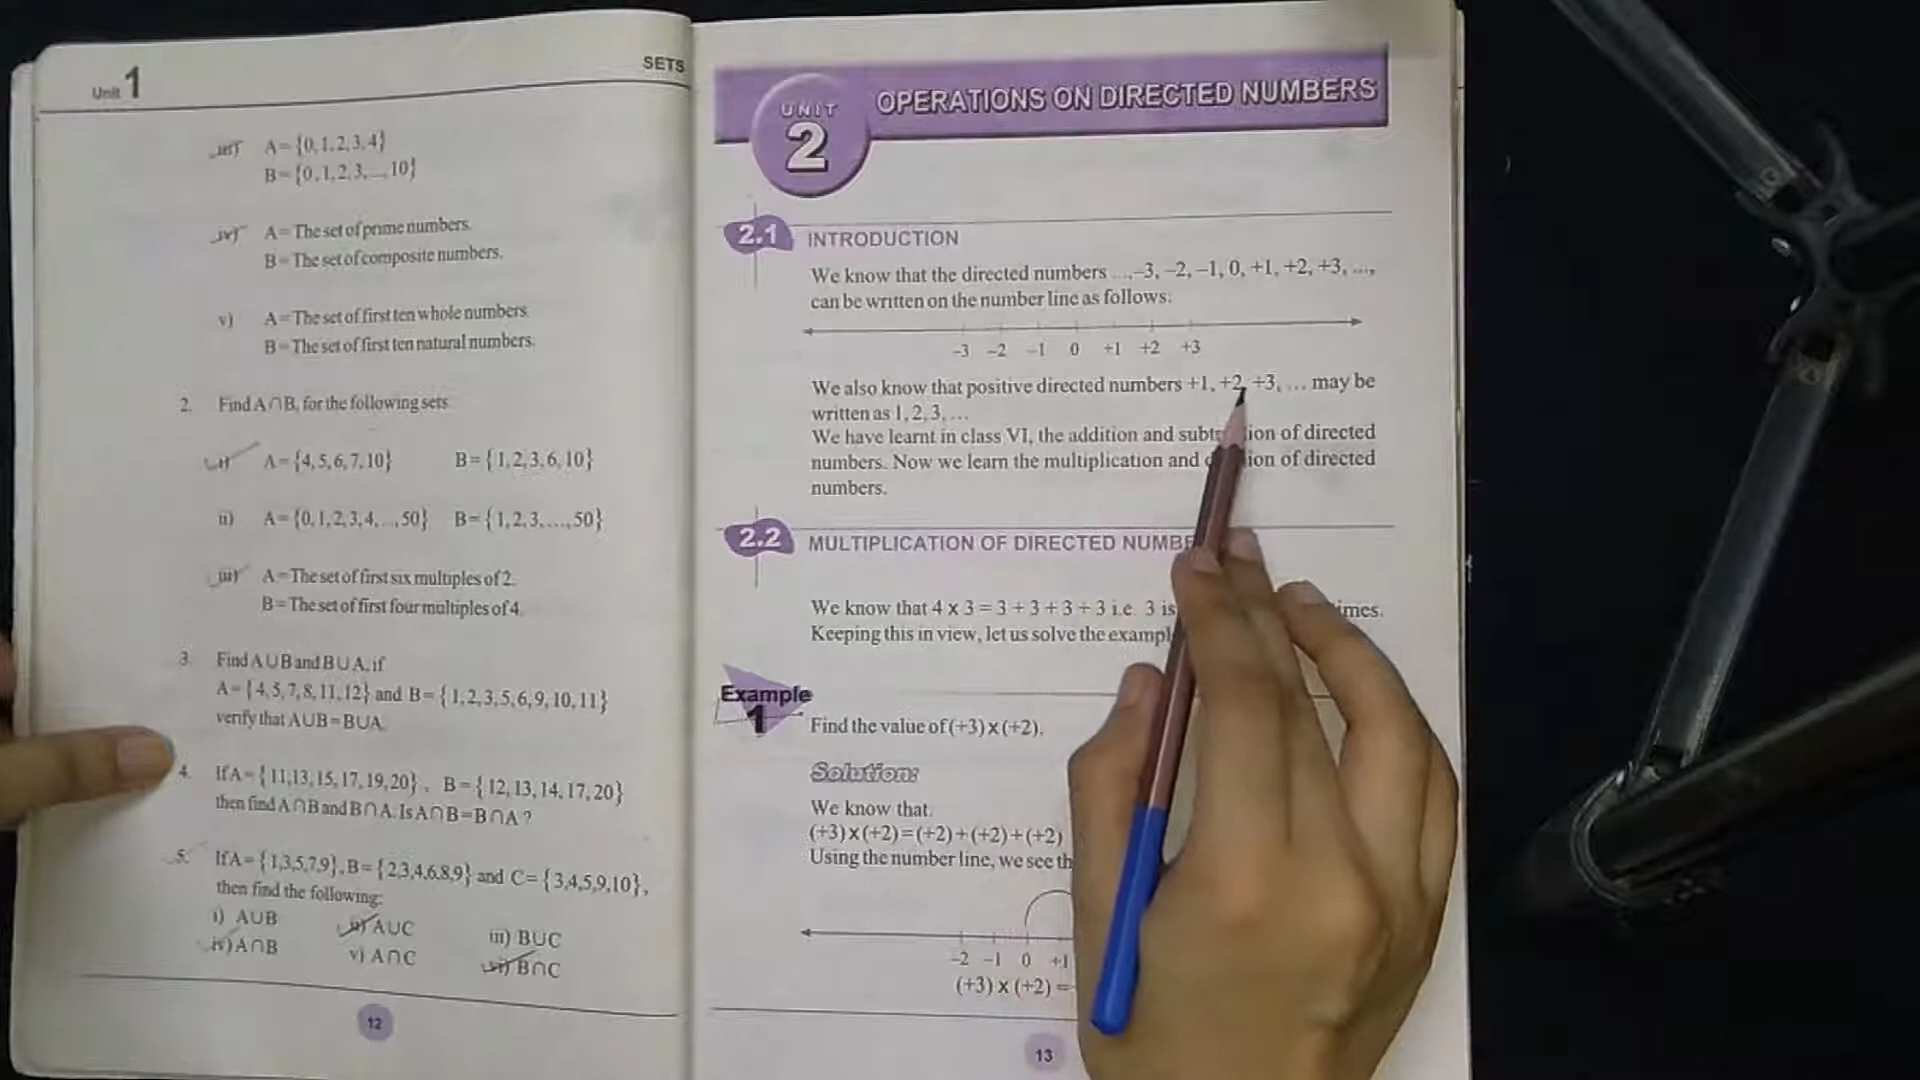 Unit 1
SETS
iii) A={0,1,2,3,4}
B={0,1,2,3,...,10}
iv) A=The set of prime numbers.
B=The set of composite numbers.
v) A=The set of first ten whole numbers.
B=The set of first ten natural numbers.
2. Find A∩B, for the following sets
i) A={4,5,6,7,10} B={1,2,3,6,10}
ii) A={0,1,2,3,4,...,50} B={1,2,3,...,50}
iii) A=The set of first six multiples of 2.
B=The set of first four multiples of 4.
3. Find A∪B and B∪A, if
A={4,5,7,8,11,12} and B={1,2,3,5,6,9,10,11}
verify that A∪B=B∪A.
4. If A={11,13,15,17,19,20}, B={12,13,14,17,20}
then find A∩B and B∩A. Is A∩B=B∩A?
5. If A={1,3,5,7,9}, B={2,3,4,6,8,9} and C={3,4,5,9,10},
then find the following:
i) A∪B ii) A∪C iii) B∪C
iv) A∩B v) A∩C vi) B∩C
12
UNIT 2 OPERATIONS ON DIRECTED NUMBERS
2.1 INTRODUCTION
We know that the directed numbers ...,–3, –2, –1, 0, +1, +2, +3, ...,
can be written on the number line as follows:
–3 –2 –1 0 +1 +2 +3
We also know that positive directed numbers +1, +2, +3, ... may be
written as 1, 2, 3, ...
We have learnt in class VI, the addition and of directed
numbers. Now we learn the multiplication and of directed
numbers.
2.2 MULTIPLICATION OF DIRECTED
We know that 4 x 3 = 3 + 3 + 3 + 3 i.e. 3 is
Keeping this in view, let us solve the
Example 1
Find the value of (+3) x (+2).
Solution:
We know that.
(+3) x (+2) = (+2) + (+2) + (+2)
Using the number line, we see
–2 –1 0 +1
(+3) x (+2) =
13